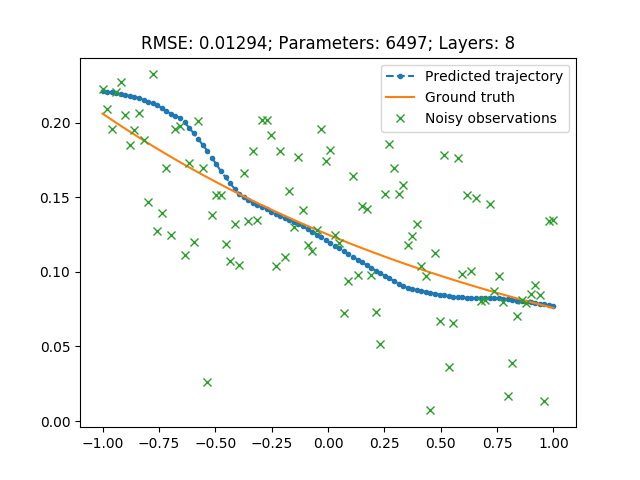 RMSE: 0.01294; Parameters: 6497; Layers: 8
Predicted trajectory
Ground truth
Noisy observations
0.20
0.15
0.10
0.05
0.00
−1.00 −0.75 −0.50 −0.25 0.00 0.25 0.50 0.75 1.00